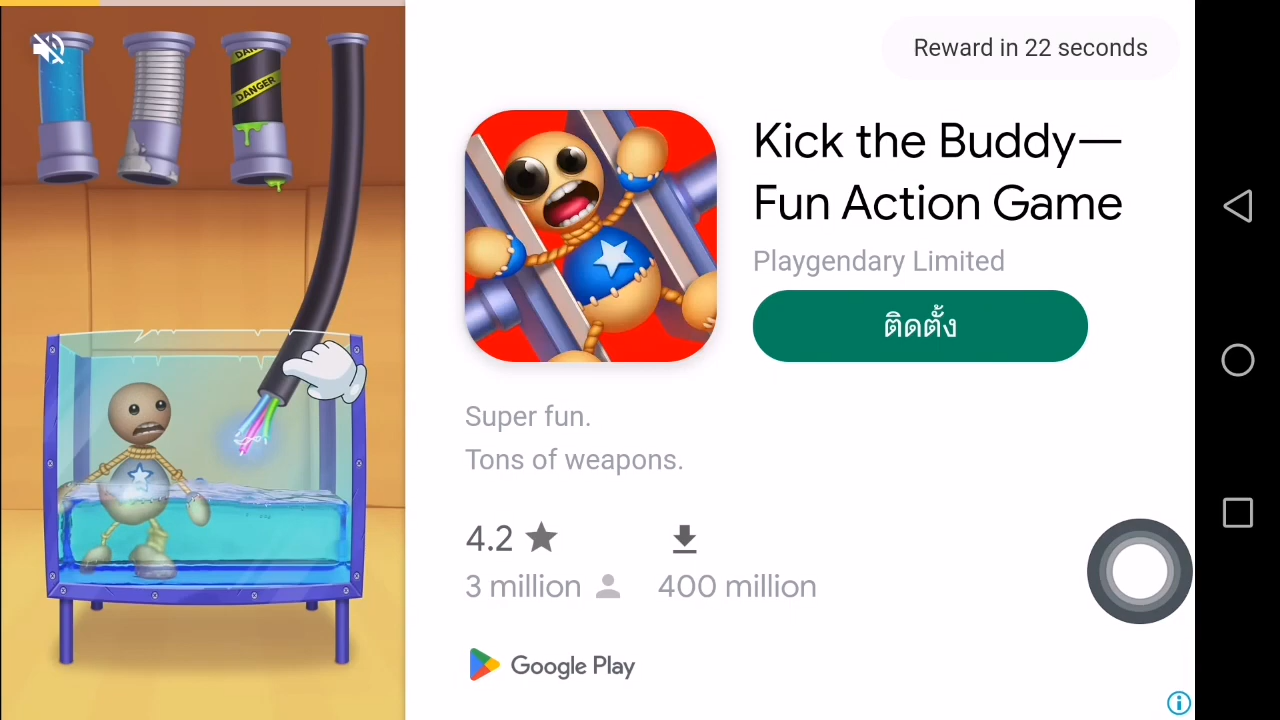 DAN
DANGER
Reward in 22 seconds
Kick the Buddy—
Fun Action Game
Playgendary Limited
ติดตั้ง
Super fun.
Tons of weapons.
4.2
3 million
400 million
Google Play